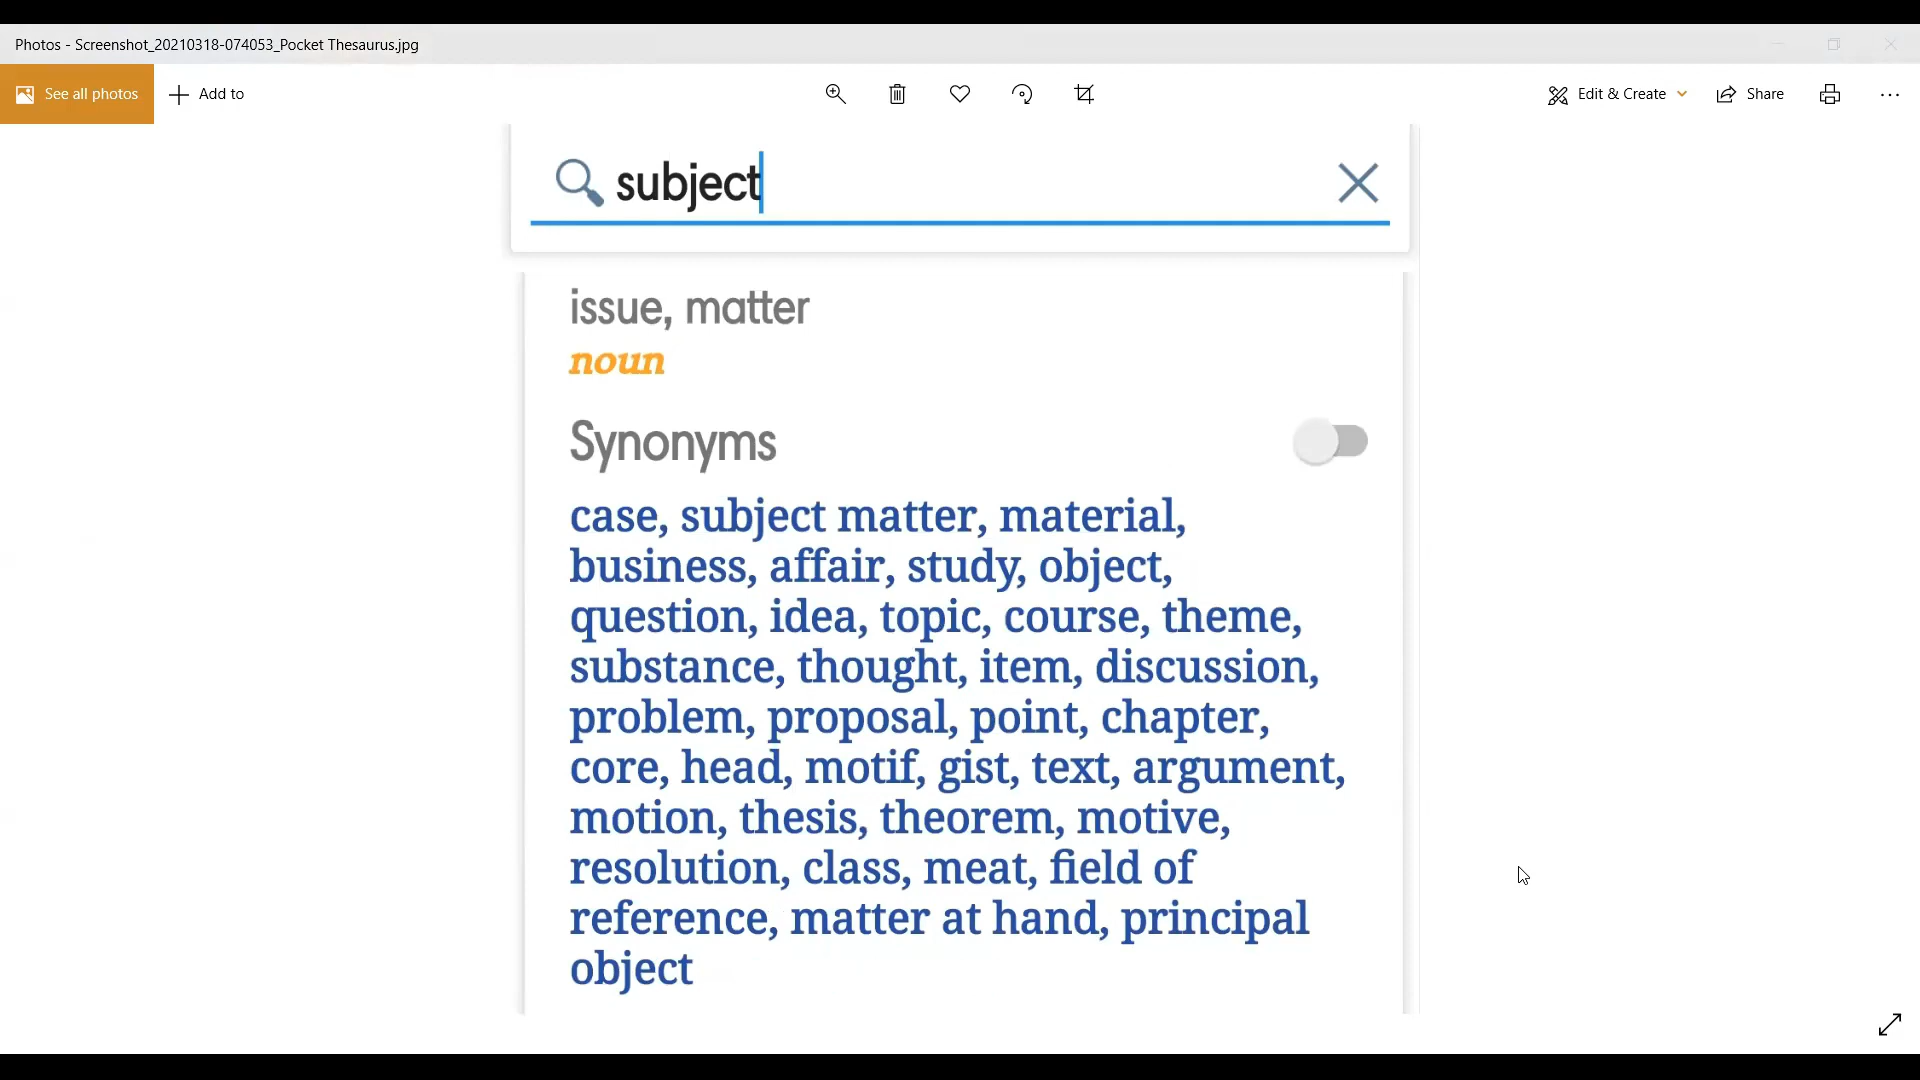 Photos - Screenshot_20210318-074053_Pocket Thesaurus.jpg
See all photos
Add to
Edit & Create
Share
subject
issue, matter
noun
Synonyms
case, subject matter, material,
business, affair, study, object,
question, idea, topic, course, theme,
substance, thought, item, discussion,
problem, proposal, point, chapter,
core, head, motif, gist, text, argument,
motion, thesis, theorem, motive,
resolution, class, meat, field of
reference, matter at hand, principal
object